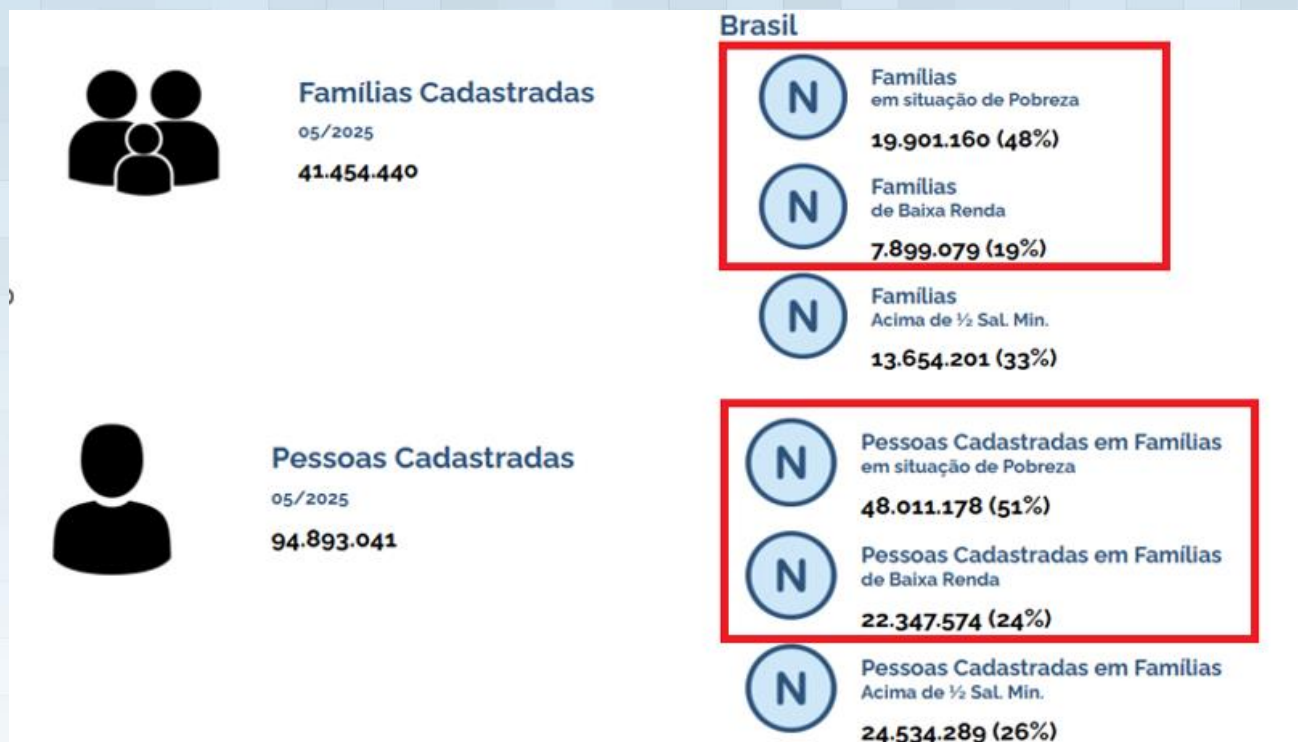 Brasil
Famílias Cadastradas
05/2025
41.454.440
N
Famílias
em situação de Pobreza
19.901.160 (48%)
N
Famílias
de Baixa Renda
7.899.079 (19%)
N
Famílias
Acima de ½ Sal. Min.
13.654.201 (33%)
Pessoas Cadastradas
05/2025
94.893.041
N
Pessoas Cadastradas em Famílias
em situação de Pobreza
48.011.178 (51%)
N
Pessoas Cadastradas em Famílias
de Baixa Renda
22.347.574 (24%)
N
Pessoas Cadastradas em Famílias
Acima de ½ Sal. Min.
24.534.289 (26%)